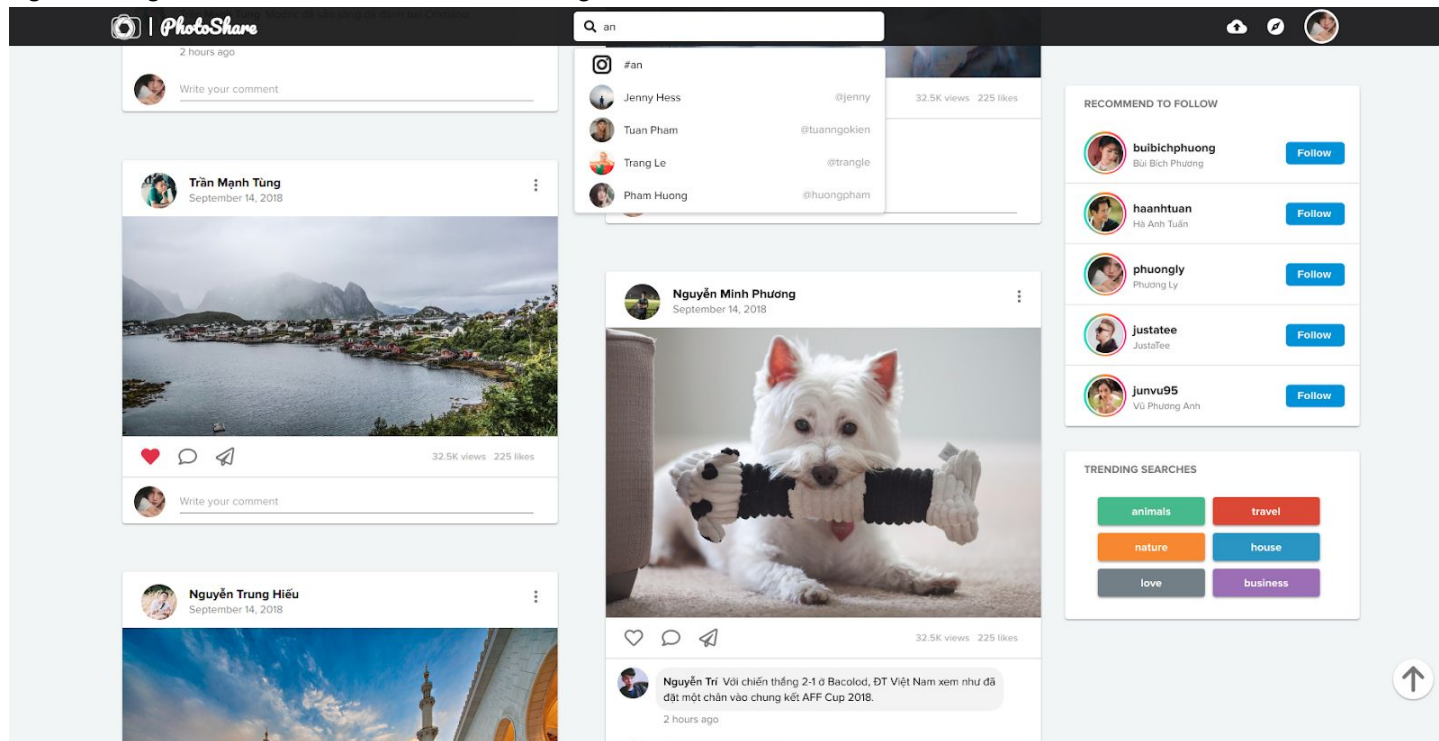 PhotoShare
an
2 hours ago
Write your comment
#an
Jenny Hess @jenny
Tuan Pham @tuanngokien
Trang Le @trangle
Pham Huong @huongpham
32.5K views 225 likes
Trần Mạnh Tùng
September 14, 2018
32.5K views 225 likes
Write your comment
Nguyễn Trung Hiếu
September 14, 2018
Nguyễn Minh Phương
September 14, 2018
32.5K views 225 likes
Nguyễn Trí Với chiến thắng 2-1 ở Bacolod, ĐT Việt Nam xem như đã
đặt một chân vào chung kết AFF Cup 2018.
2 hours ago
RECOMMEND TO FOLLOW
buibichphuong
Bùi Bích Phương
Follow
haanhtuan
Hà Anh Tuấn
Follow
phuongly
Phương Ly
Follow
justatee
JustaTee
Follow
junvu95
Vũ Phương Anh
Follow
TRENDING SEARCHES
animals travel
nature house
love business